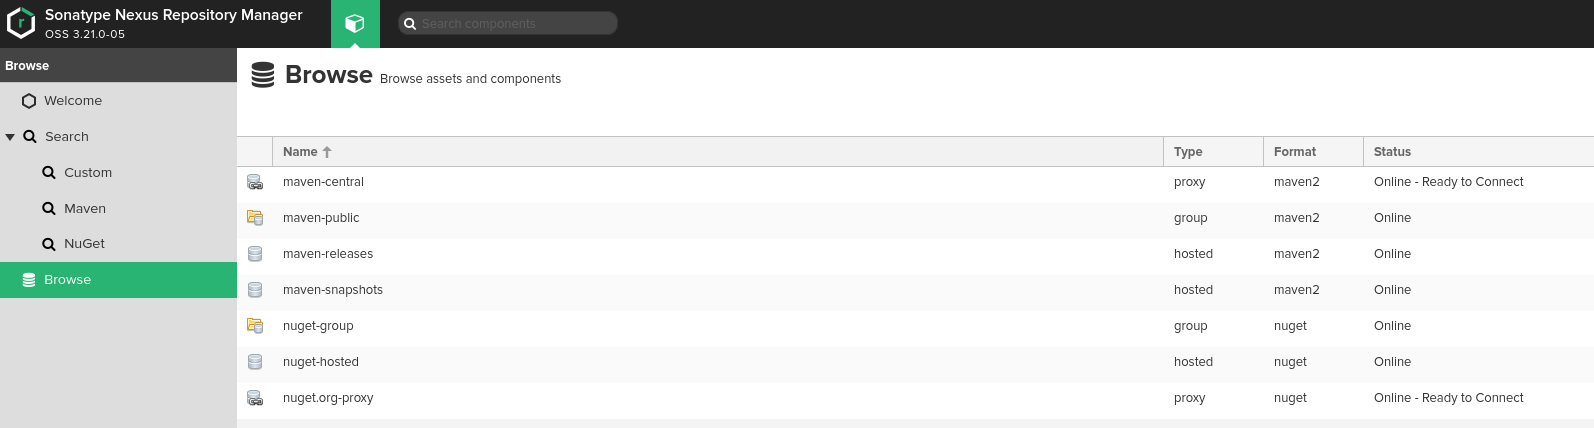 Sonatype Nexus Repository Manager
OSS 3.21.0-05
Search components
Browse
Welcome
Search
Custom
Maven
NuGet
Browse
Browse Browse assets and components
Name Type Format Status
maven-central proxy maven2 Online - Ready to Connect
maven-public group maven2 Online
maven-releases hosted maven2 Online
maven-snapshots hosted maven2 Online
nuget-group group nuget Online
nuget-hosted hosted nuget Online
nuget.org-proxy proxy nuget Online - Ready to Connect